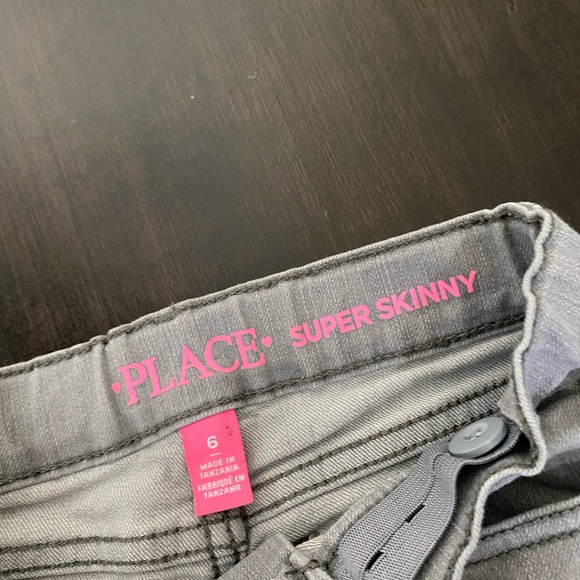 •PLACE• SUPER SKINNY
6
MADE IN
TANZANIA
FABRIQUÉ EN
TANZANIE